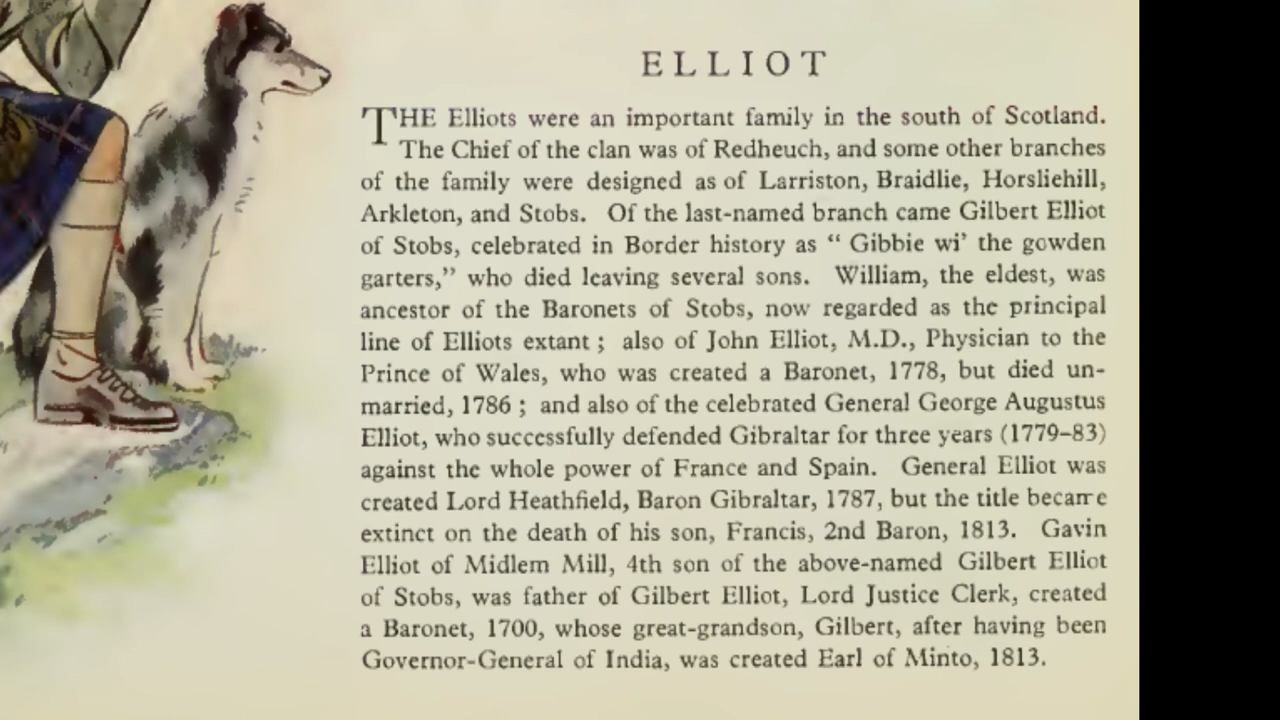 ELLIOT
THE Elliots were an important family in the south of Scotland.
The Chief of the clan was of Redheuch, and some other branches
of the family were designed as of Larriston, Braidlie, Horsliehill,
Arkleton, and Stobs. Of the last-named branch came Gilbert Elliot
of Stobs, celebrated in Border history as “ Gibbie wi’ the gowden
garters,” who died leaving several sons. William, the eldest, was
ancestor of the Baronets of Stobs, now regarded as the principal
line of Elliots extant ; also of John Elliot, M.D., Physician to the
Prince of Wales, who was created a Baronet, 1778, but died un-
married, 1786 ; and also of the celebrated General George Augustus
Elliot, who successfully defended Gibraltar for three years (1779–83)
against the whole power of France and Spain. General Elliot was
created Lord Heathfield, Baron Gibraltar, 1787, but the title became
extinct on the death of his son, Francis, 2nd Baron, 1813. Gavin
Elliot of Midlem Mill, 4th son of the above-named Gilbert Elliot
of Stobs, was father of Gilbert Elliot, Lord Justice Clerk, created
a Baronet, 1700, whose great-grandson, Gilbert, after having been
Governor-General of India, was created Earl of Minto, 1813.